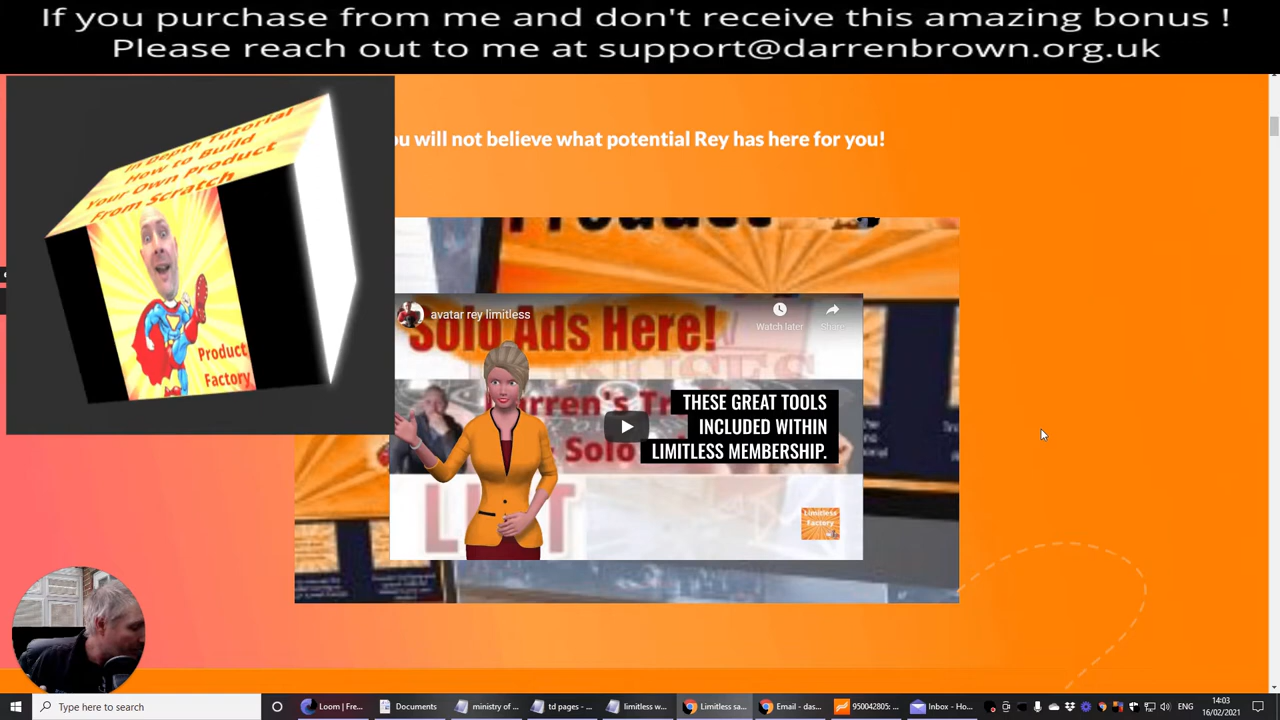 If you purchase from me and don't receive this amazing bonus !
Please reach out to me at support@darrenbrown.org.uk
ou will not believe what potential Rey has here for you!
In Depth Tutorial
How to Build
Your Own Product
From Scratch
Product
Factory
Product
avatar rey limitless
Watch later
Share
Solo Ads Here!
THESE GREAT TOOLS
INCLUDED WITHIN
LIMITLESS MEMBERSHIP.
Solo
Limitless
Factory
Type here to search
Loom | Fre...
Documents
ministry of ...
td pages - ...
limitless w...
Limitless sa...
Email - das...
950042805: ...
Inbox - Ho...
ENG
14:03
16/02/2021